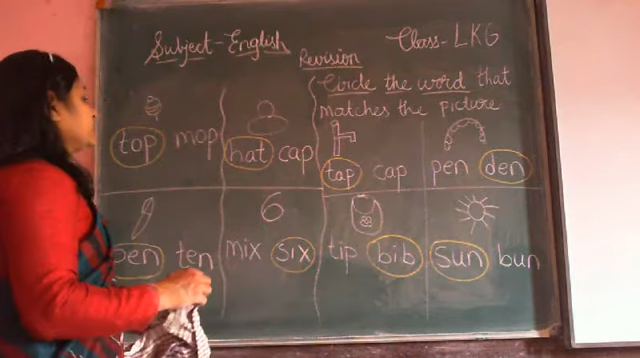 Subject-English
Class-LKG
Revision
Circle the word that
matches the picture
top mop
hat cap
tap cap
pen den
pen ten
6
mix six
tip bib
sun bun